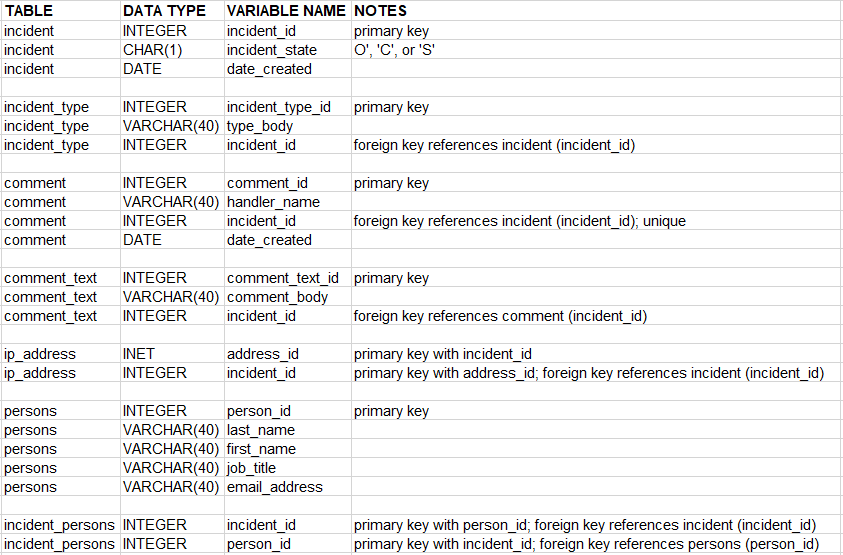 TABLE DATA TYPE VARIABLE NAME NOTES
incident INTEGER incident_id primary key
incident CHAR(1) incident_state O', 'C', or 'S'
incident DATE date_created
incident_type INTEGER incident_type_id primary key
incident_type VARCHAR(40) type_body
incident_type INTEGER incident_id foreign key references incident (incident_id)
comment INTEGER comment_id primary key
comment VARCHAR(40) handler_name
comment INTEGER incident_id foreign key references incident (incident_id); unique
comment DATE date_created
comment_text INTEGER comment_text_id primary key
comment_text VARCHAR(40) comment_body
comment_text INTEGER incident_id foreign key references comment (incident_id)
ip_address INET address_id primary key with incident_id
ip_address INTEGER incident_id primary key with address_id; foreign key references incident (incident_id)
persons INTEGER person_id primary key
persons VARCHAR(40) last_name
persons VARCHAR(40) first_name
persons VARCHAR(40) job_title
persons VARCHAR(40) email_address
incident_persons INTEGER incident_id primary key with person_id; foreign key references incident (incident_id)
incident_persons INTEGER person_id primary key with incident_id; foreign key references persons (person_id)